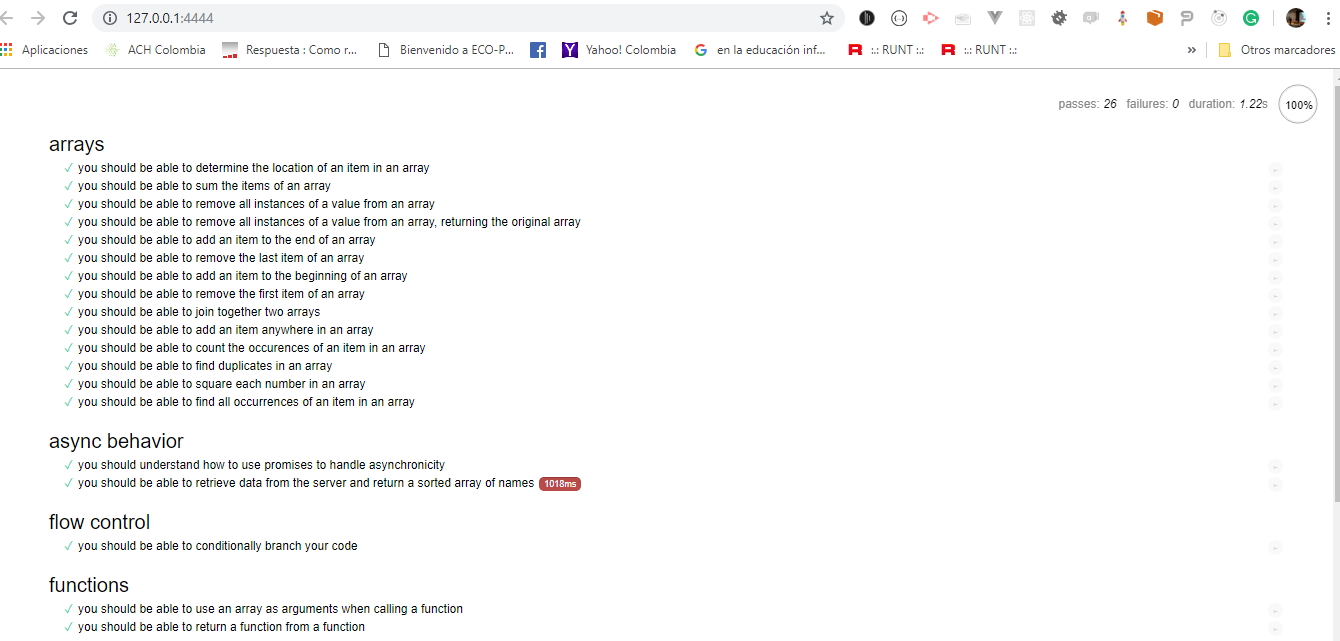 127.0.0.1:4444
Aplicaciones ACH Colombia Respuesta : Como r... Bienvenido a ECO-P... Yahoo! Colombia en la educación inf... :.: RUNT :.: :.: RUNT :.: » Otros marcadores
passes: 26 failures: 0 duration: 1.22s 100%
arrays
✓ you should be able to determine the location of an item in an array
✓ you should be able to sum the items of an array
✓ you should be able to remove all instances of a value from an array
✓ you should be able to remove all instances of a value from an array, returning the original array
✓ you should be able to add an item to the end of an array
✓ you should be able to remove the last item of an array
✓ you should be able to add an item to the beginning of an array
✓ you should be able to remove the first item of an array
✓ you should be able to join together two arrays
✓ you should be able to add an item anywhere in an array
✓ you should be able to count the occurences of an item in an array
✓ you should be able to find duplicates in an array
✓ you should be able to square each number in an array
✓ you should be able to find all occurrences of an item in an array
async behavior
✓ you should understand how to use promises to handle asynchronicity
✓ you should be able to retrieve data from the server and return a sorted array of names 1018ms
flow control
✓ you should be able to conditionally branch your code
functions
✓ you should be able to use an array as arguments when calling a function
✓ you should be able to return a function from a function